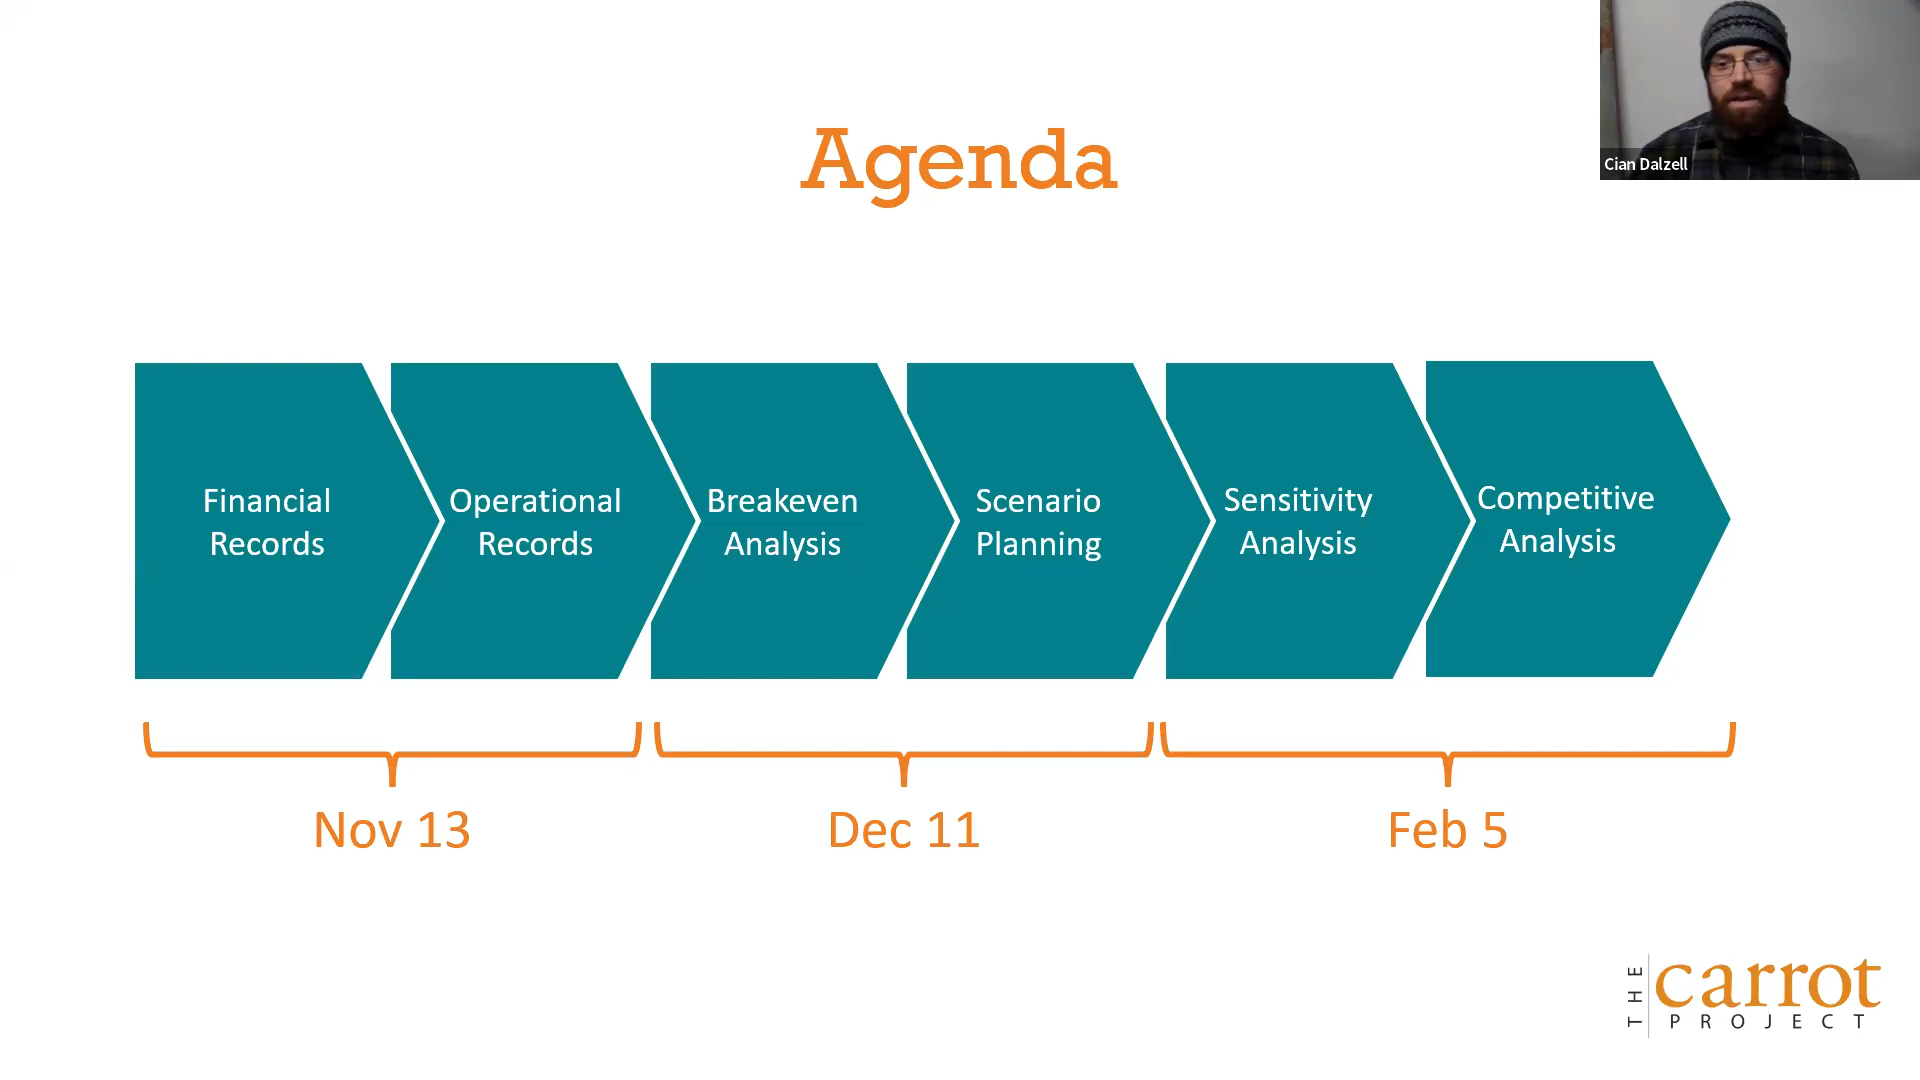 Agenda
Cian Dalzell
Financial
Records
Operational
Records
Breakeven
Analysis
Scenario
Planning
Sensitivity
Analysis
Competitive
Analysis
Nov 13
Dec 11
Feb 5
THE
carrot
PROJECT